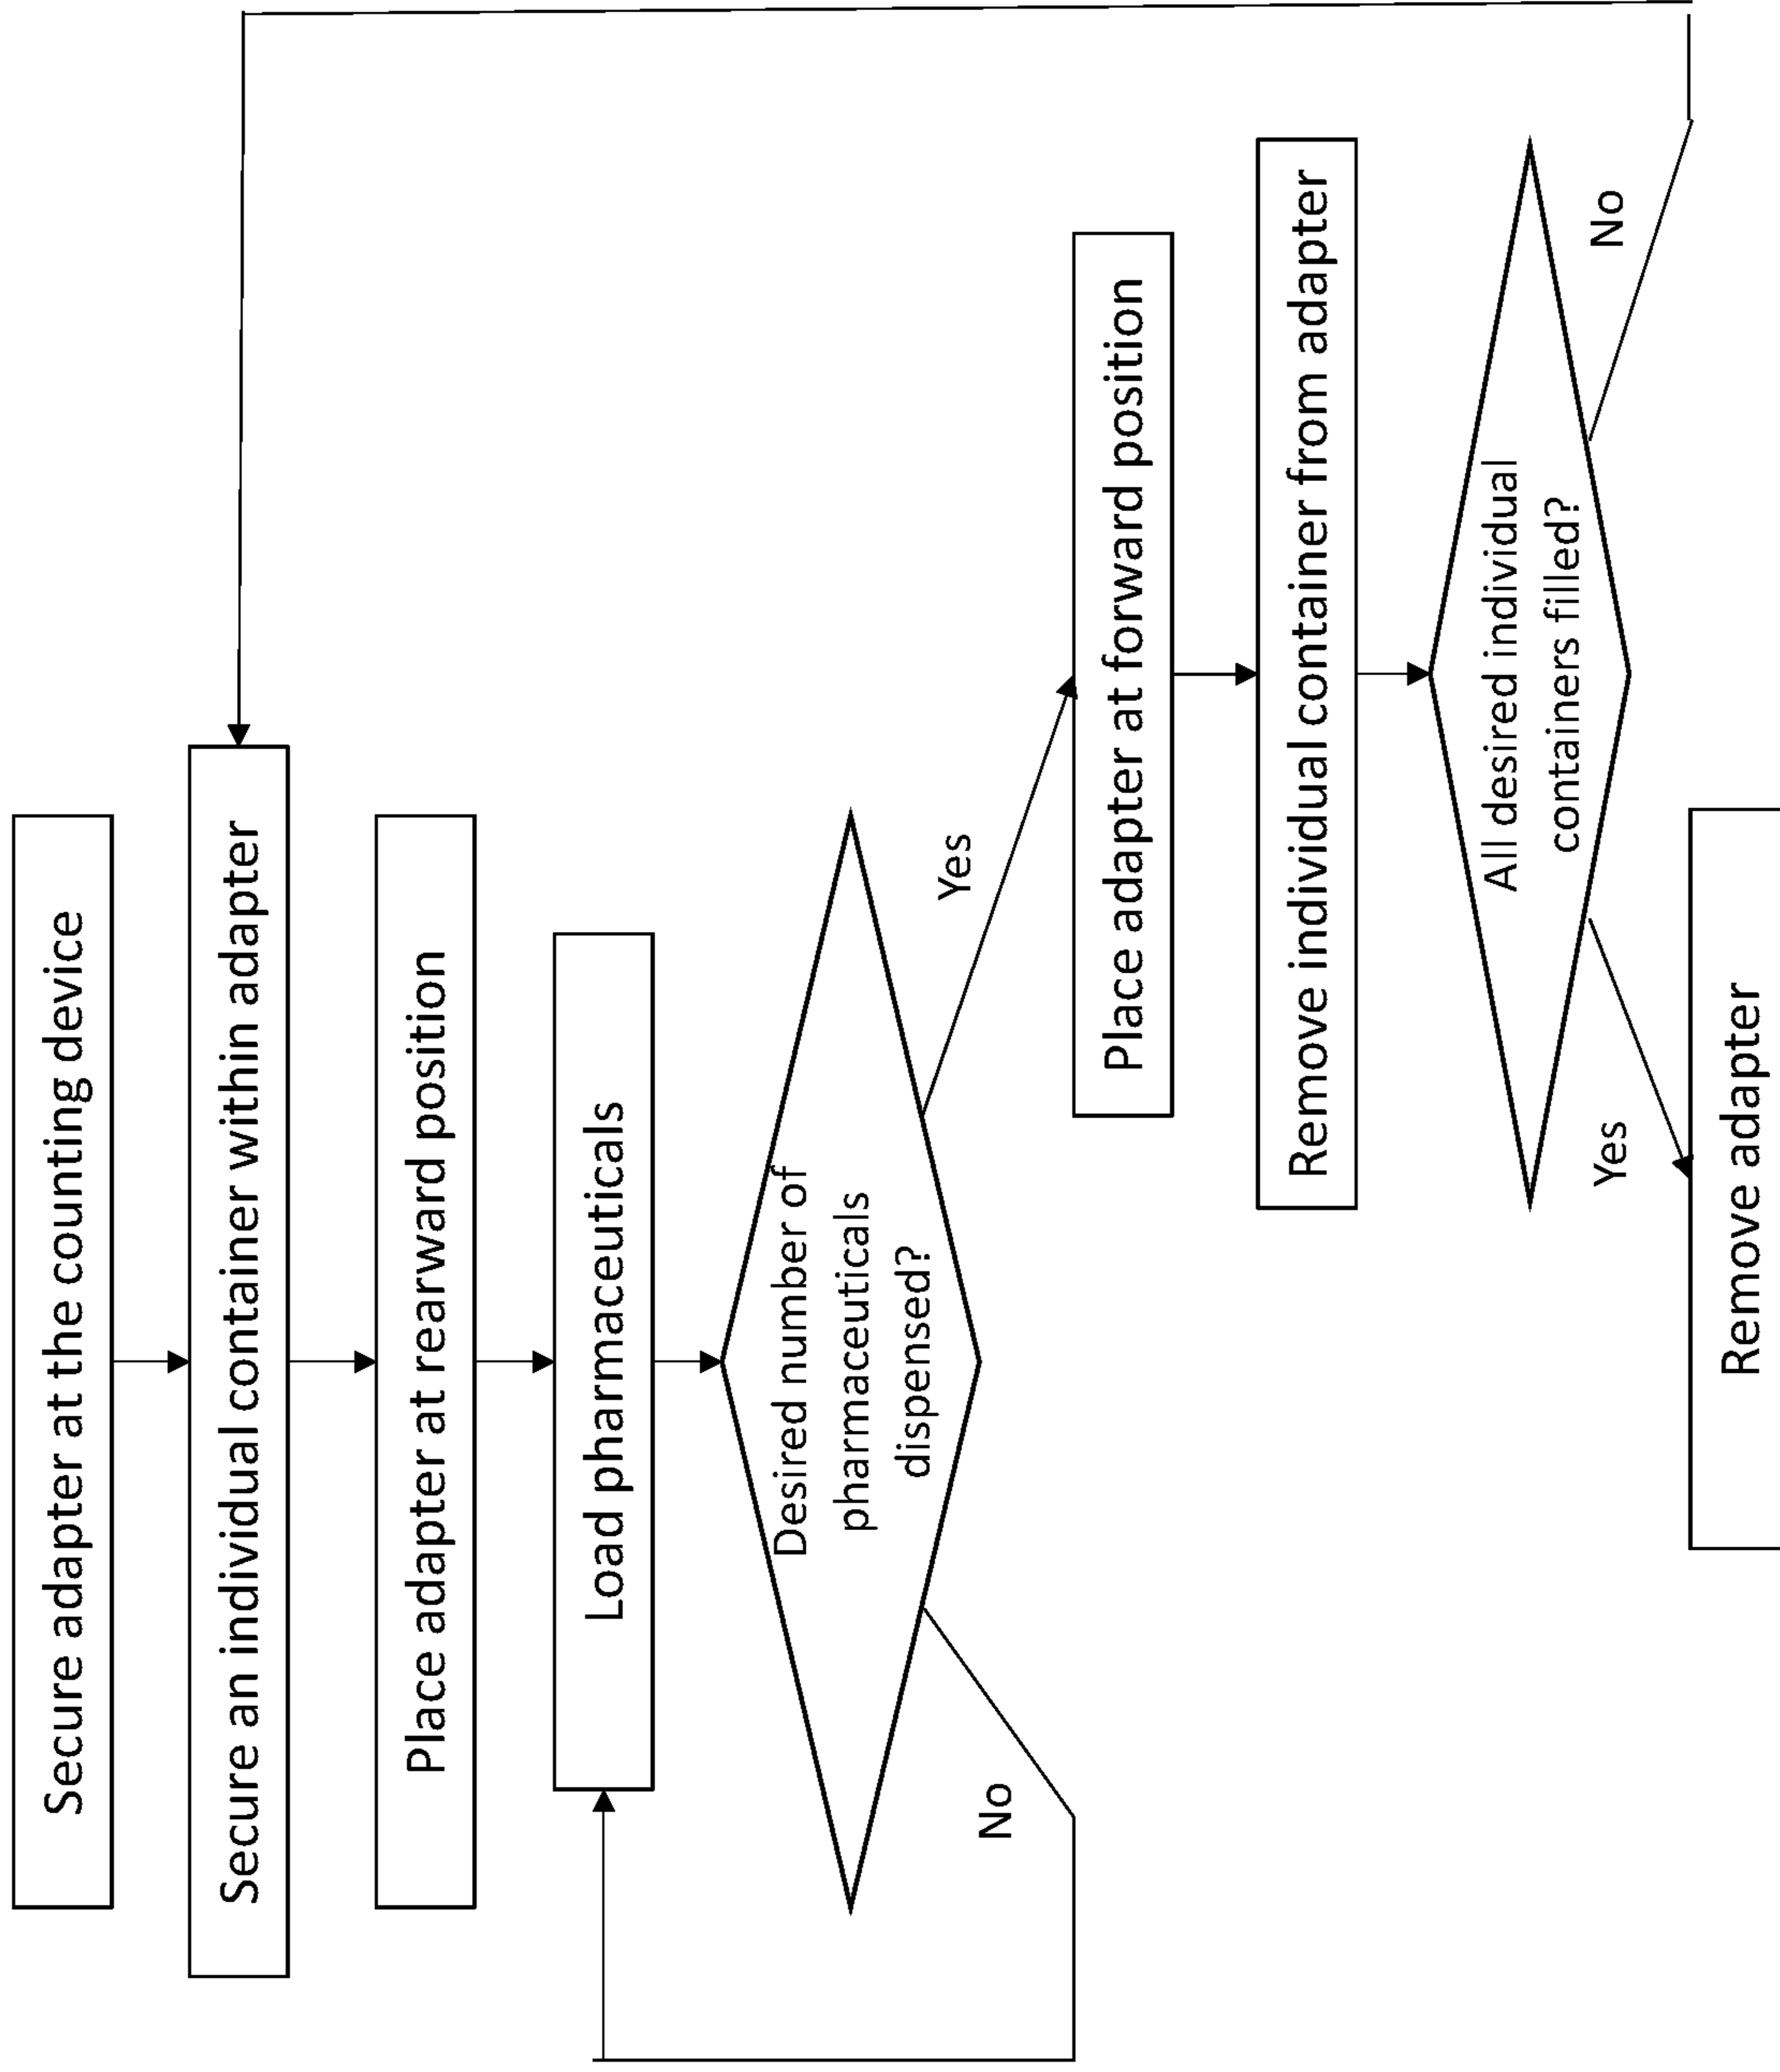 Secure adapter at the counting device
Secure an individual container within adapter
Place adapter at rearward position
Load pharmaceuticals
Desired number of
pharmaceuticals
dispensed?
No
Yes
Place adapter at forward position
Remove individual container from adapter
All desired individual
containers filled?
Yes
No
Remove adapter